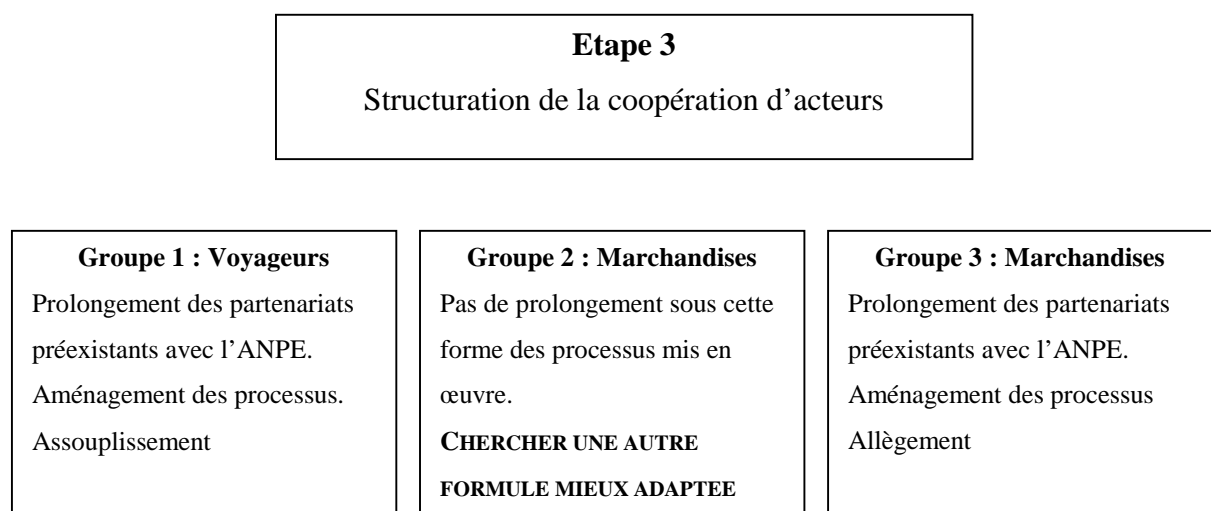 Etape 3
Structuration de la coopération d’acteurs
Groupe 1 : Voyageurs
Prolongement des partenariats
préexistants avec l’ANPE.
Aménagement des processus.
Assouplissement
Groupe 2 : Marchandises
Pas de prolongement sous cette
forme des processus mis en
œuvre.
CHERCHER UNE AUTRE
FORMULE MIEUX ADAPTEE
Groupe 3 : Marchandises
Prolongement des partenariats
préexistants avec l’ANPE.
Aménagement des processus
Allègement